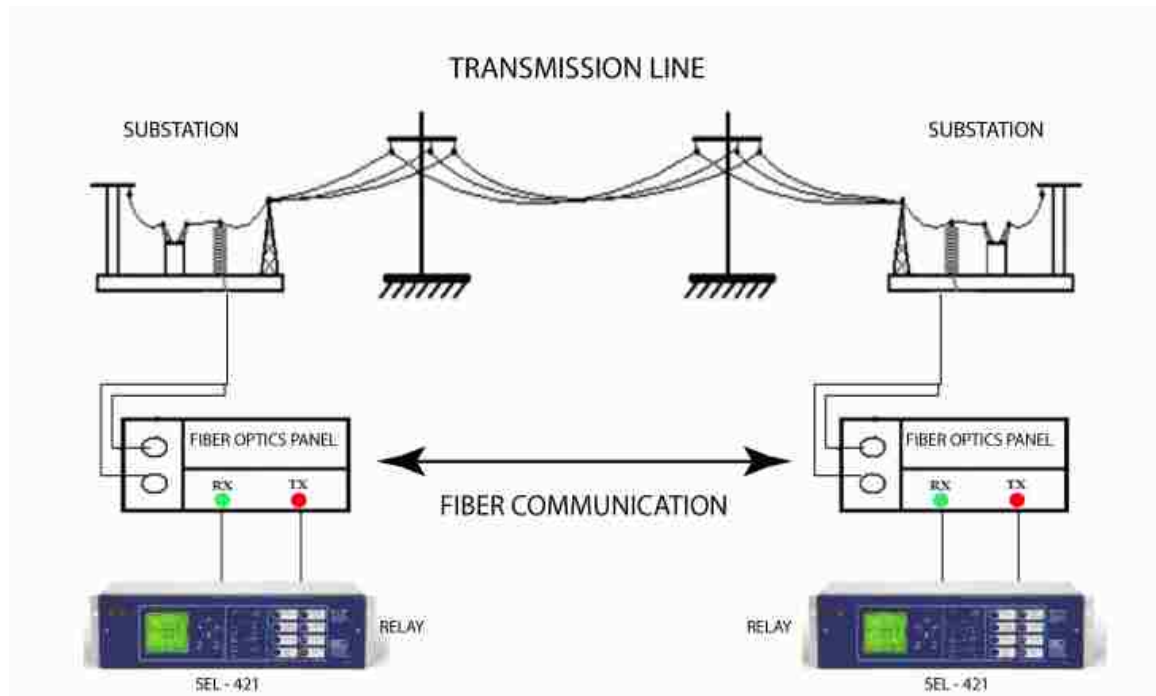 TRANSMISSION LINE
SUBSTATION
SUBSTATION
FIBER OPTICS PANEL
RX TX
FIBER OPTICS PANEL
RX TX
FIBER COMMUNICATION
RELAY
RELAY
SEL - 421
SEL - 421